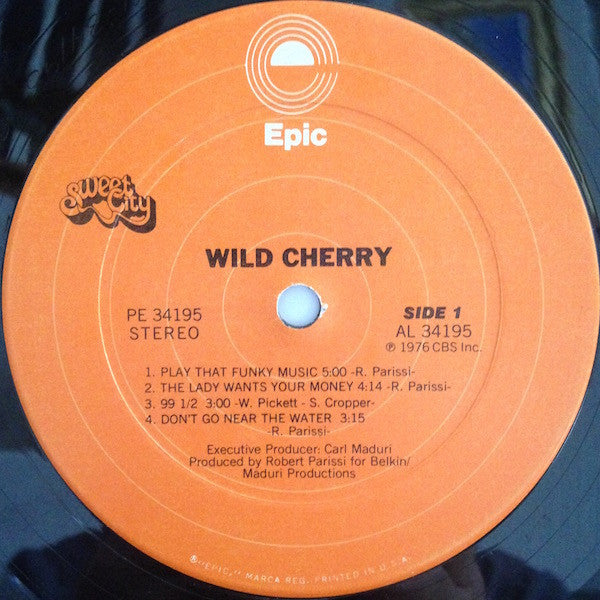 Epic
Sweet
City
WILD CHERRY
PE 34195
STEREO
SIDE 1
AL 34195
℗ 1976 CBS Inc.
1. PLAY THAT FUNKY MUSIC 5:00 -R. Parissi-
2. THE LADY WANTS YOUR MONEY 4:14 -R. Parissi-
3. 99 1/2 3:00 -W. Pickett - S. Cropper-
4. DON'T GO NEAR THE WATER 3:15
-R. Parissi-
Executive Producer: Carl Maduri
Produced by Robert Parissi for Belkin/
Maduri Productions
®"EPIC," MARCA REG. PRINTED IN U.S.A.